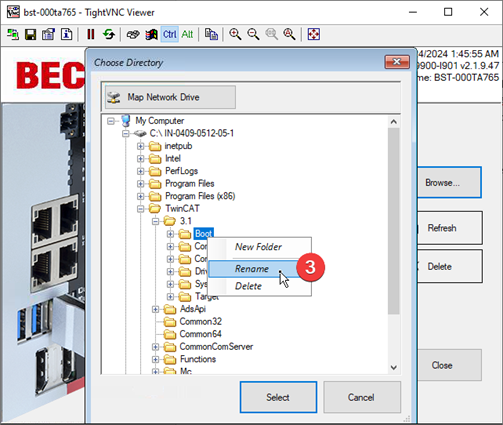 bst-000ta765 - TightVNC Viewer
Ctrl Alt
BEC
4/2024 1:45:55 AM
9900-I901 v2.1.9.47
me: BST-000TA765
Choose Directory
Map Network Drive
My Computer
C:\ IN-0409-0512-05-1
inetpub
Intel
PerfLogs
Program Files
Program Files (x86)
TwinCAT
3.1
Boot
Co
Co
Driv
Sys
Target
AdsApi
Common32
Common64
CommonComServer
Functions
Mc
New Folder
Rename
Delete
3
Select
Cancel
Browse...
Refresh
Delete
Close